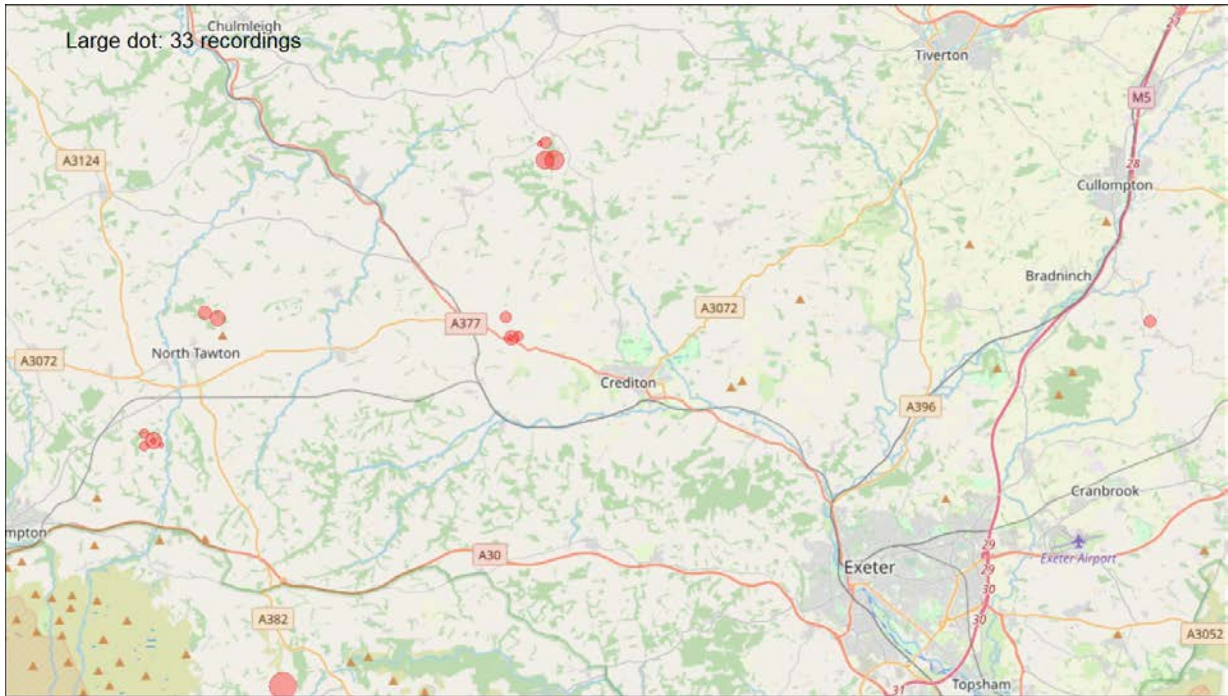 Chulmleigh
Large dot: 33 recordings
Tiverton
23
M5
A3124
28
Cullompton
Bradninch
A3072
A377
North Tawton
A3072
Crediton
A396
Cranbrook
mpton
A30
29
Exeter Airport
Exeter
29
30
30
A382
A3052
Topsham
31